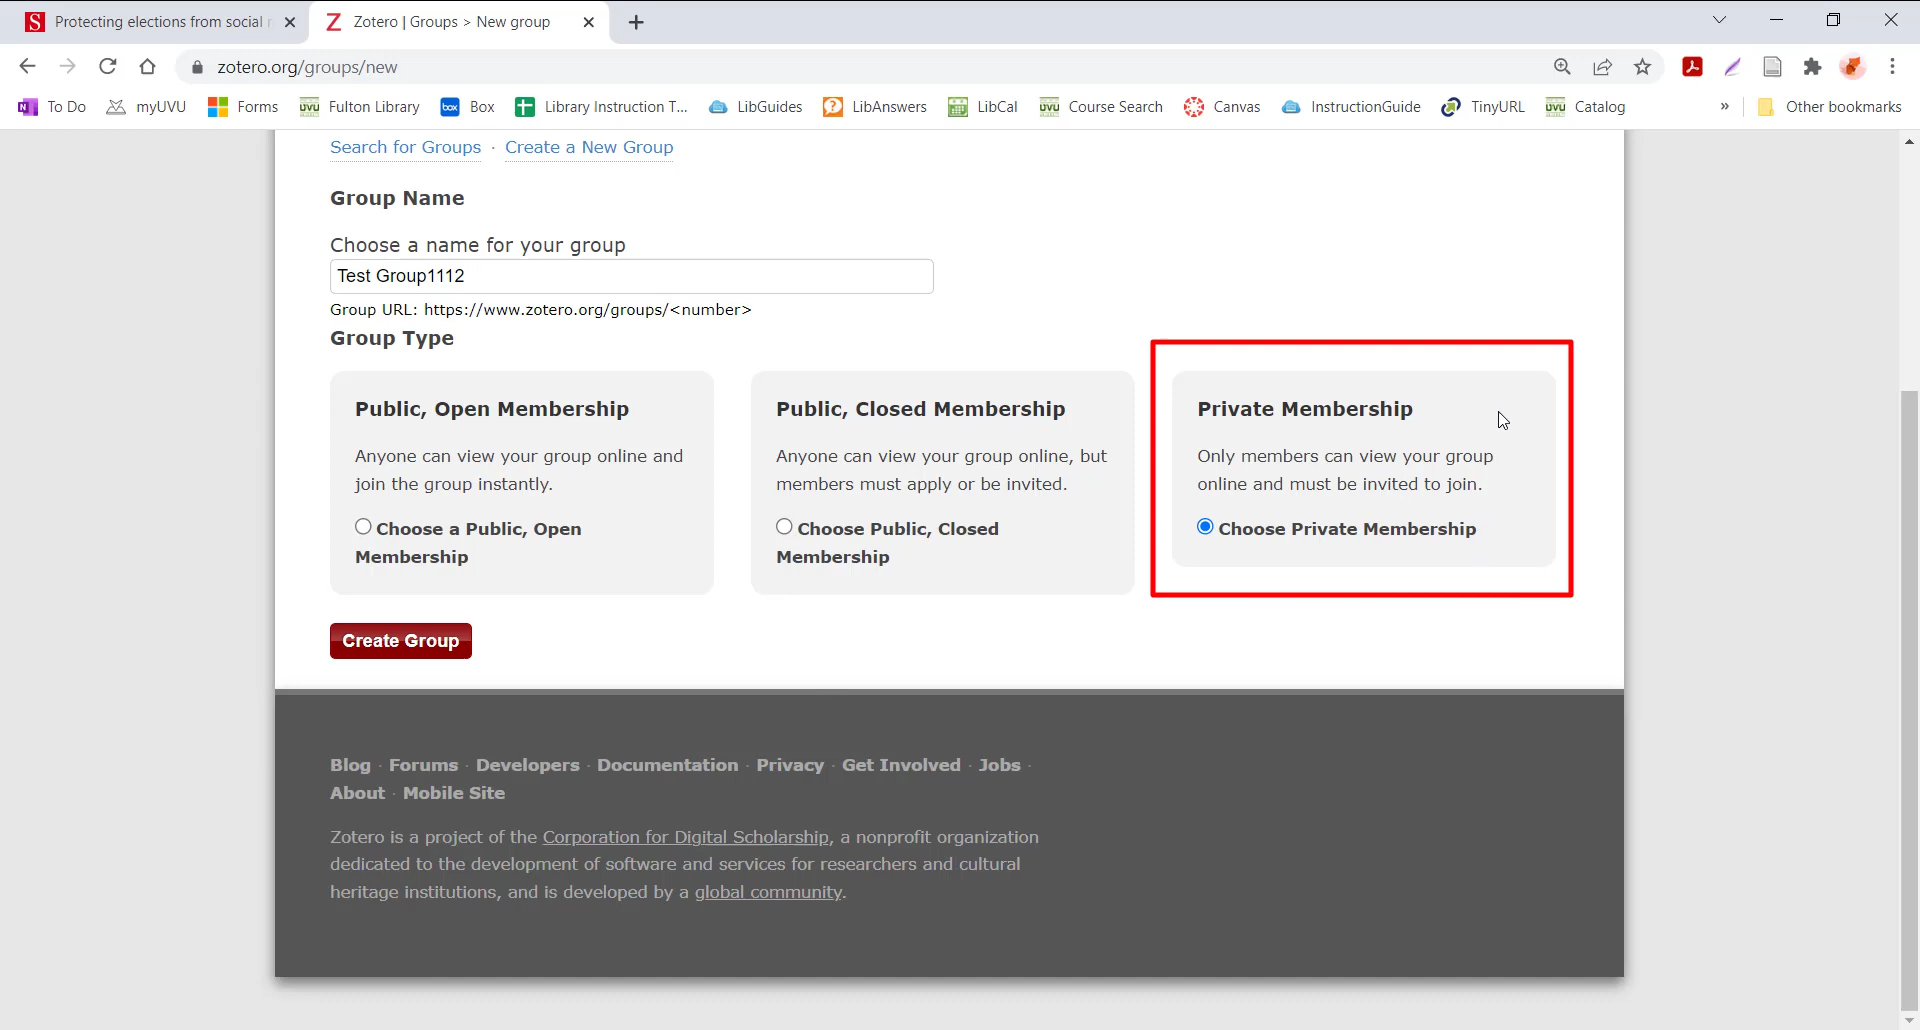 Protecting elections from social
Zotero | Groups > New group
zotero.org/groups/new
To Do myUVU Forms Fulton Library Box Library Instruction T... LibGuides LibAnswers LibCal Course Search Canvas InstructionGuide TinyURL Catalog » Other bookmarks
Search for Groups · Create a New Group
Group Name
Choose a name for your group
Test Group1112
Group URL: https://www.zotero.org/groups/<number>
Group Type
Public, Open Membership
Anyone can view your group online and
join the group instantly.
Choose a Public, Open
Membership
Public, Closed Membership
Anyone can view your group online, but
members must apply or be invited.
Choose Public, Closed
Membership
Private Membership
Only members can view your group
online and must be invited to join.
Choose Private Membership
Create Group
Blog · Forums · Developers · Documentation · Privacy · Get Involved · Jobs ·
About · Mobile Site
Zotero is a project of the Corporation for Digital Scholarship, a nonprofit organization
dedicated to the development of software and services for researchers and cultural
heritage institutions, and is developed by a global community.